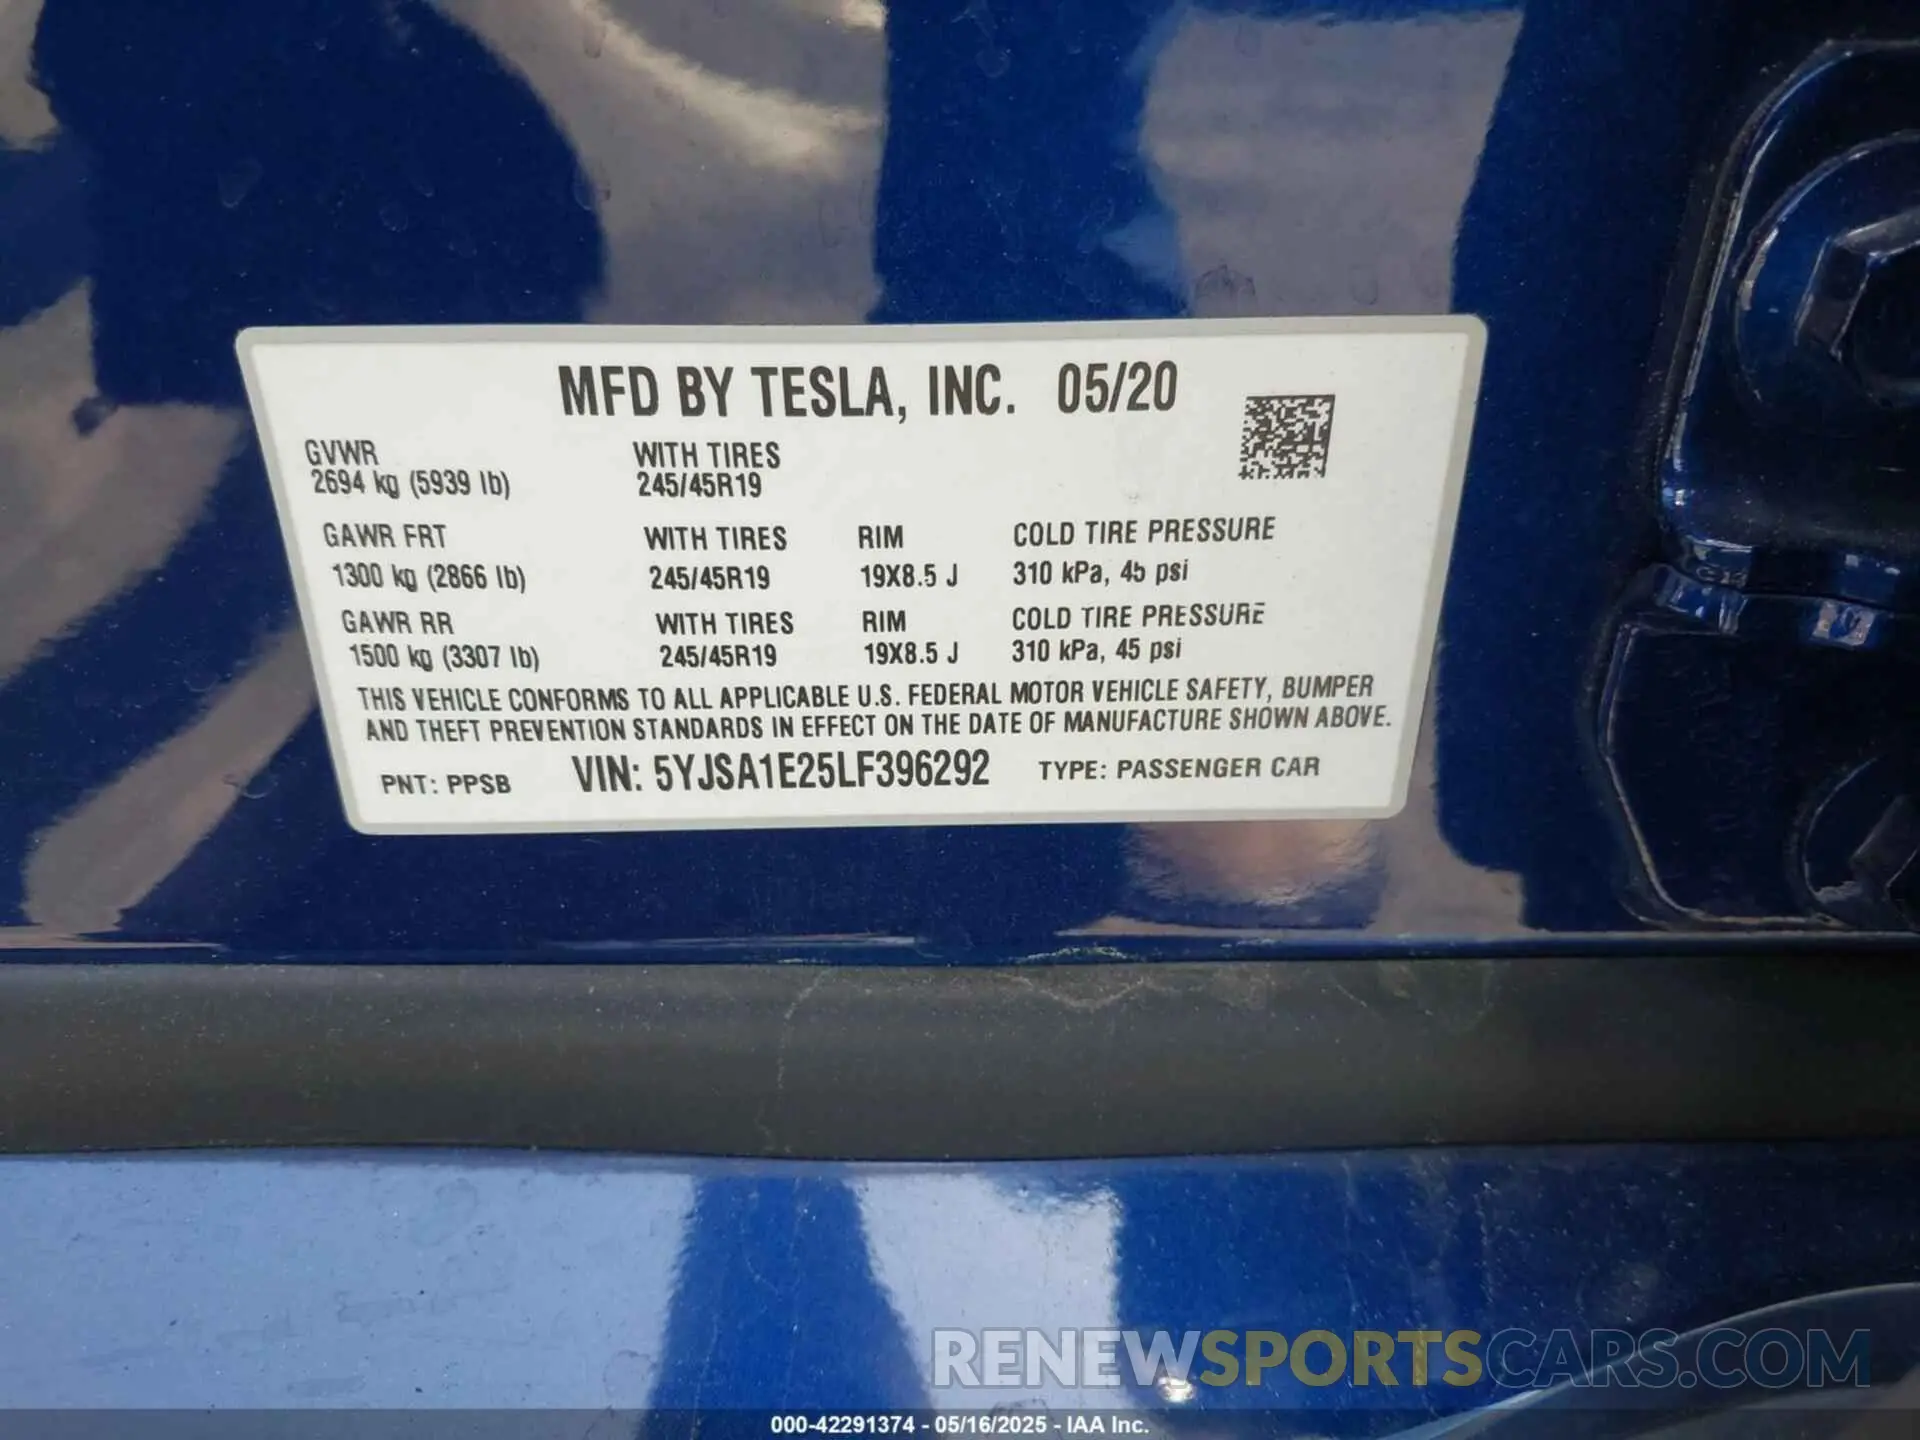 MFD BY TESLA, INC. 05/20
GVWR WITH TIRES
2694 kg (5939 lb) 245/45R19
GAWR FRT WITH TIRES RIM COLD TIRE PRESSURE
1300 kg (2866 lb) 245/45R19 19X8.5 J 310 kPa, 45 psi
GAWR RR WITH TIRES RIM COLD TIRE PRESSURE
1500 kg (3307 lb) 245/45R19 19X8.5 J 310 kPa, 45 psi
THIS VEHICLE CONFORMS TO ALL APPLICABLE U.S. FEDERAL MOTOR VEHICLE SAFETY, BUMPER
AND THEFT PREVENTION STANDARDS IN EFFECT ON THE DATE OF MANUFACTURE SHOWN ABOVE.
PNT: PPSB VIN: 5YJSA1E25LF396292 TYPE: PASSENGER CAR
RENEWSPORTSCARS.COM
000-42291374 - 05/16/2025 - IAA Inc.